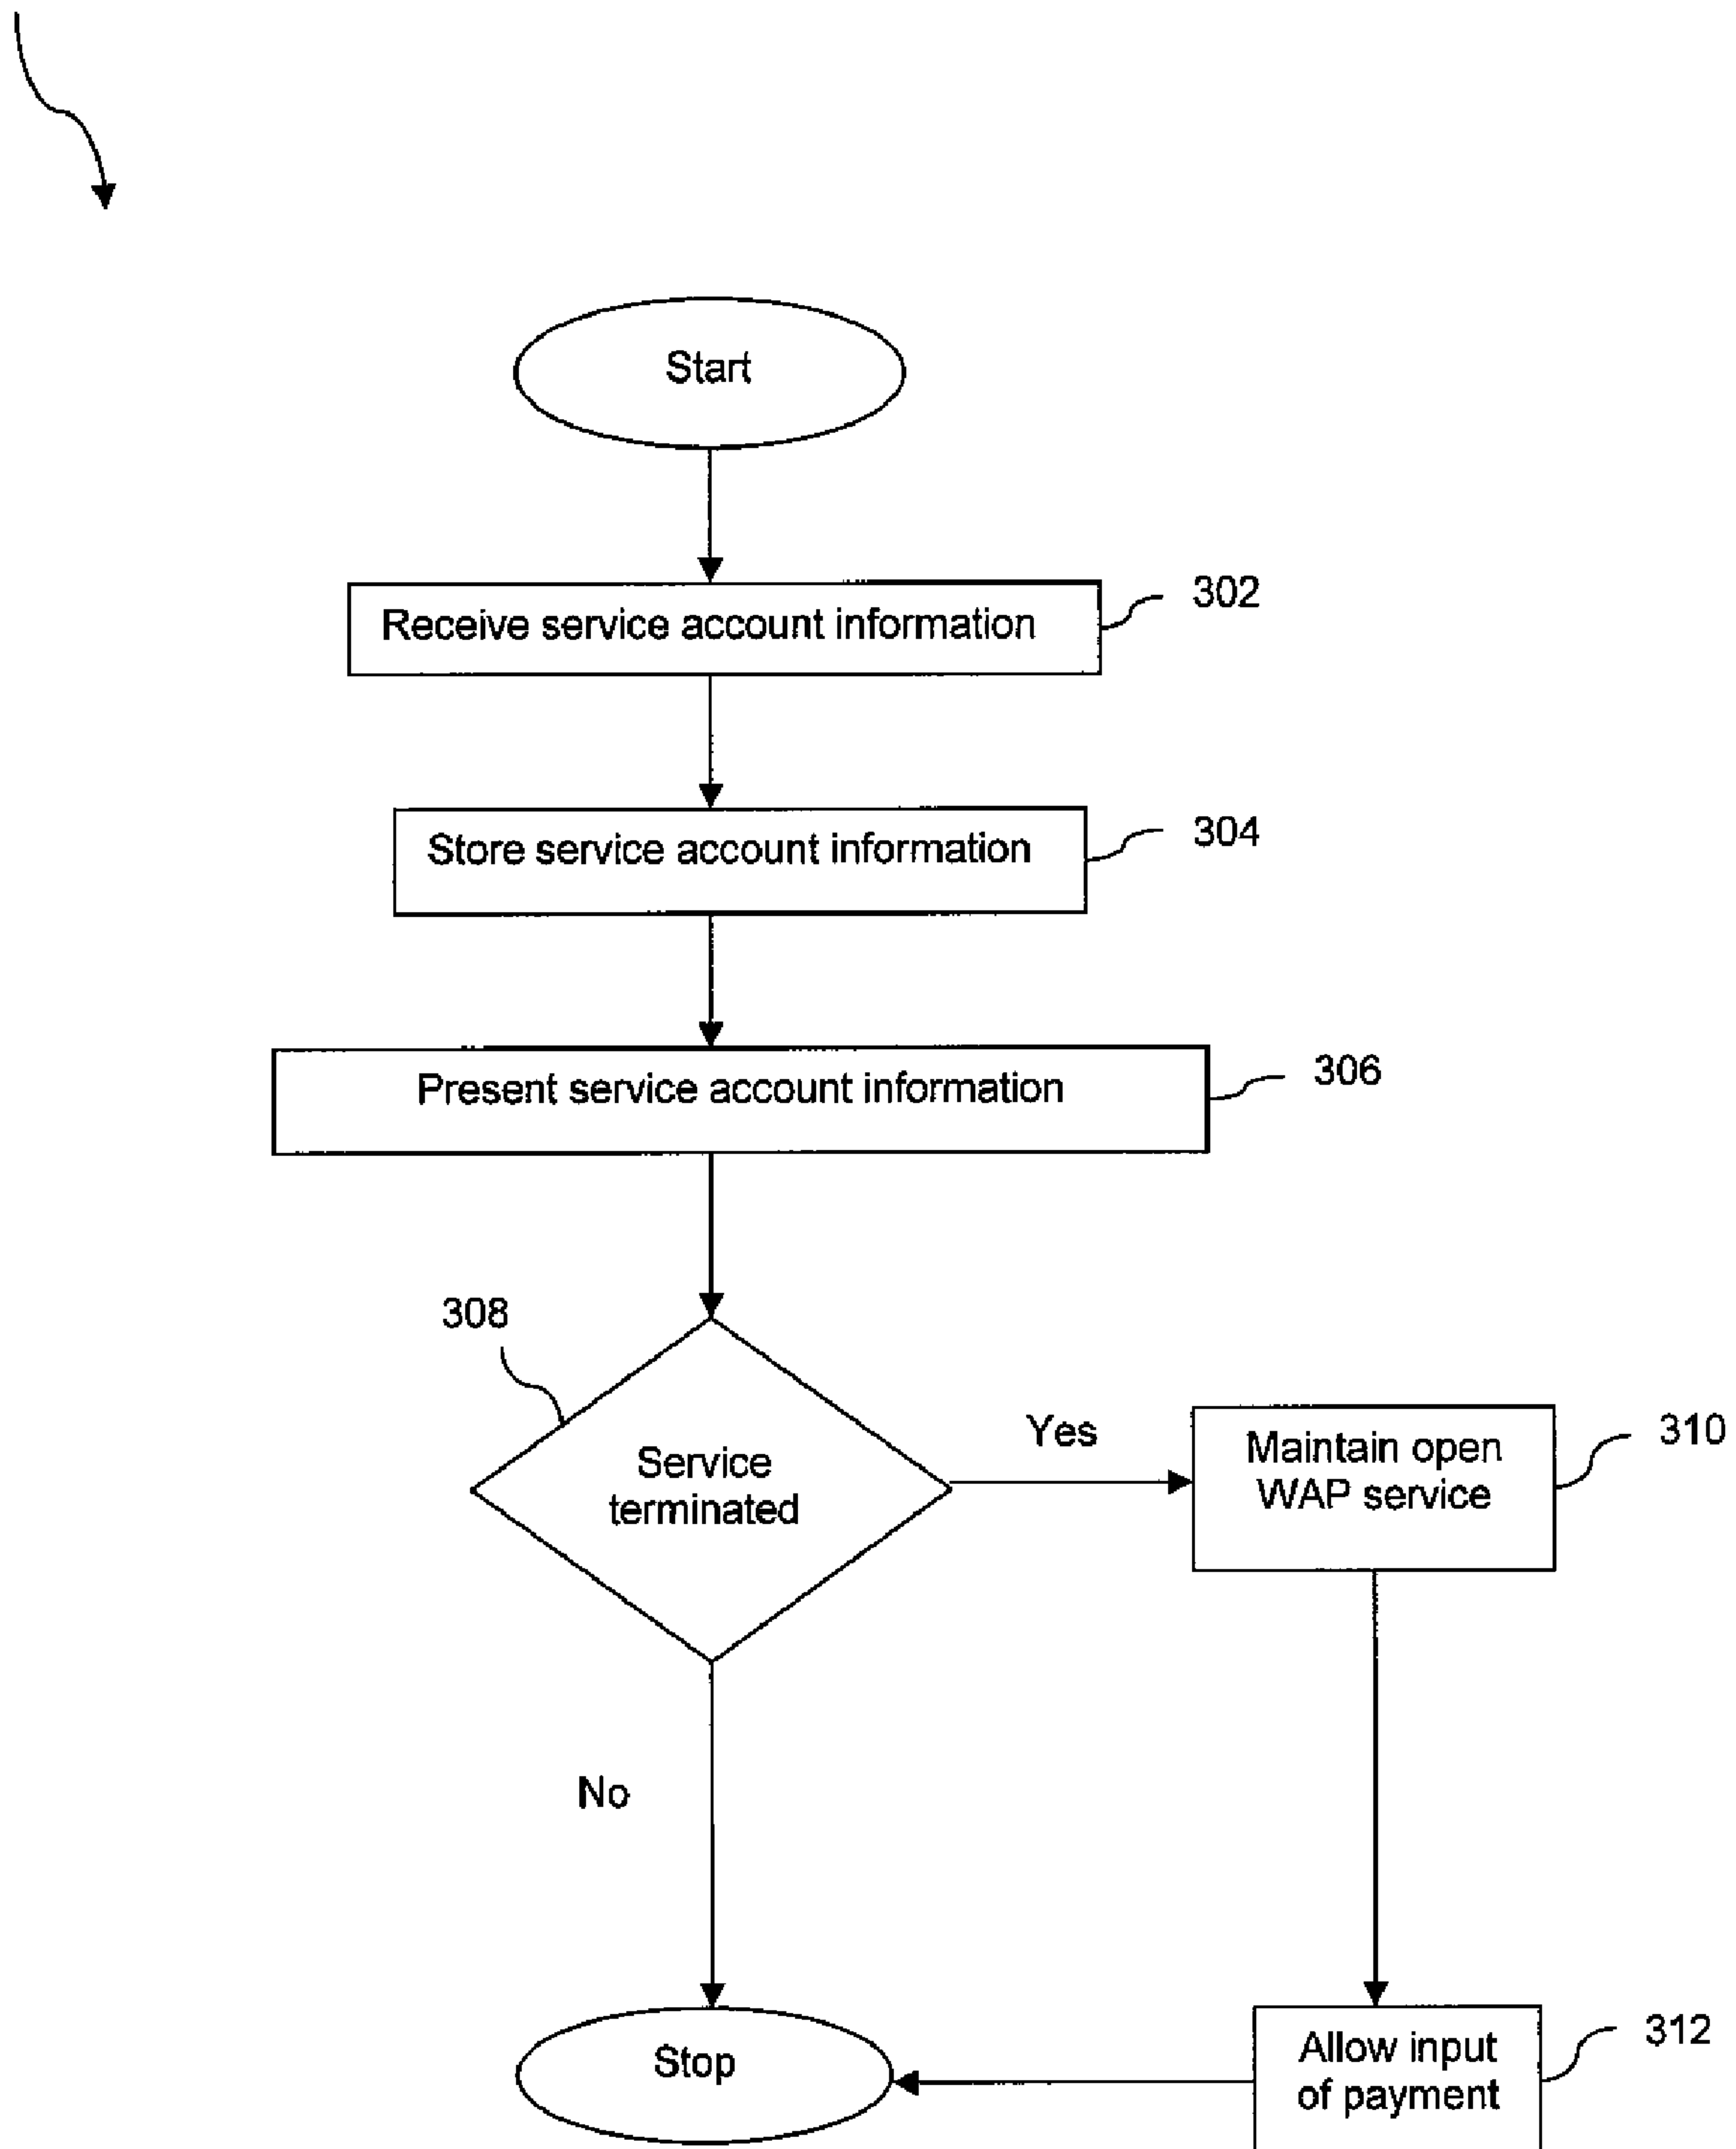 Start
Receive service account information
302
Store service account information
304
Present service account information
306
308
Service
terminated
Yes
Maintain open
WAP service
310
No
Stop
Allow input
of payment
312